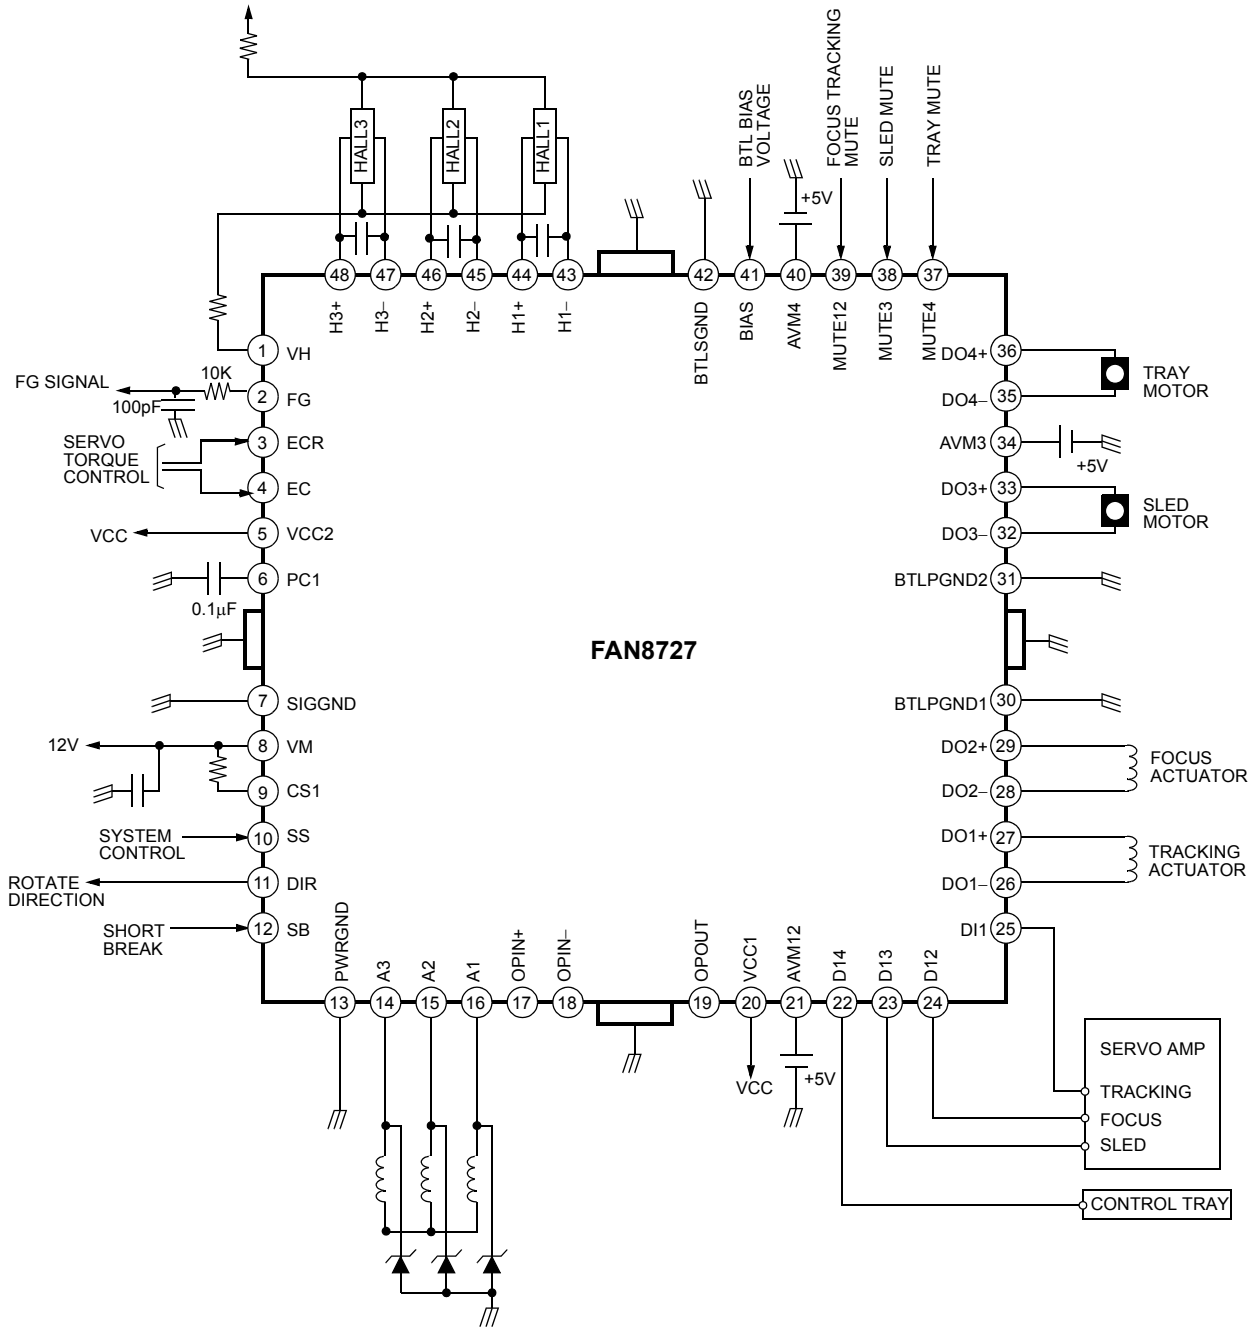 BTL BIAS
VOLTAGE
FOCUS TRACKING
MUTE
SLED MUTE
TRAY MUTE
HALL3
HALL2
HALL1
+5V
48
47
46
45
44
43
42
41
40
39
38
37
H3+
H3–
H2+
H2–
H1+
H1–
BTLSGND
BIAS
AVM4
MUTE12
MUTE3
MUTE4
1 VH
FG SIGNAL
10K
100pF
2 FG
SERVO
TORQUE
CONTROL
3 ECR
4 EC
VCC
5 VCC2
6 PC1
0.1µF
7 SIGGND
12V
8 VM
9 CS1
SYSTEM
CONTROL
10 SS
ROTATE
DIRECTION
11 DIR
SHORT
BREAK
12 SB
FAN8727
DO4+ 36
TRAY
MOTOR
DO4– 35
AVM3 34
+5V
DO3+ 33
SLED
MOTOR
DO3– 32
BTLPGND2 31
BTLPGND1 30
DO2+ 29
FOCUS
ACTUATOR
DO2– 28
DO1+ 27
TRACKING
ACTUATOR
DO1– 26
DI1 25
PWRGND
A3
A2
A1
OPIN+
OPIN–
OPOUT
VCC1
AVM12
D14
D13
D12
13
14
15
16
17
18
19
20
21
22
23
24
VCC
+5V
SERVO AMP
TRACKING
FOCUS
SLED
CONTROL TRAY